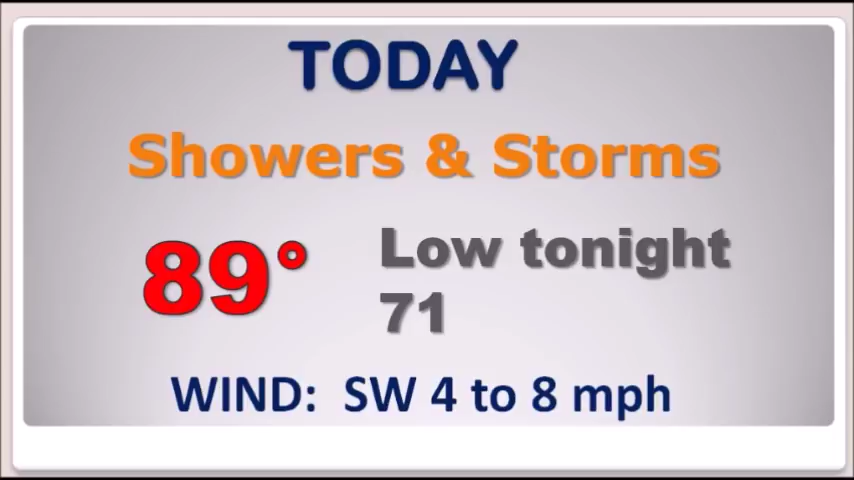 TODAY
Showers & Storms
89° Low tonight
71
WIND: SW 4 to 8 mph